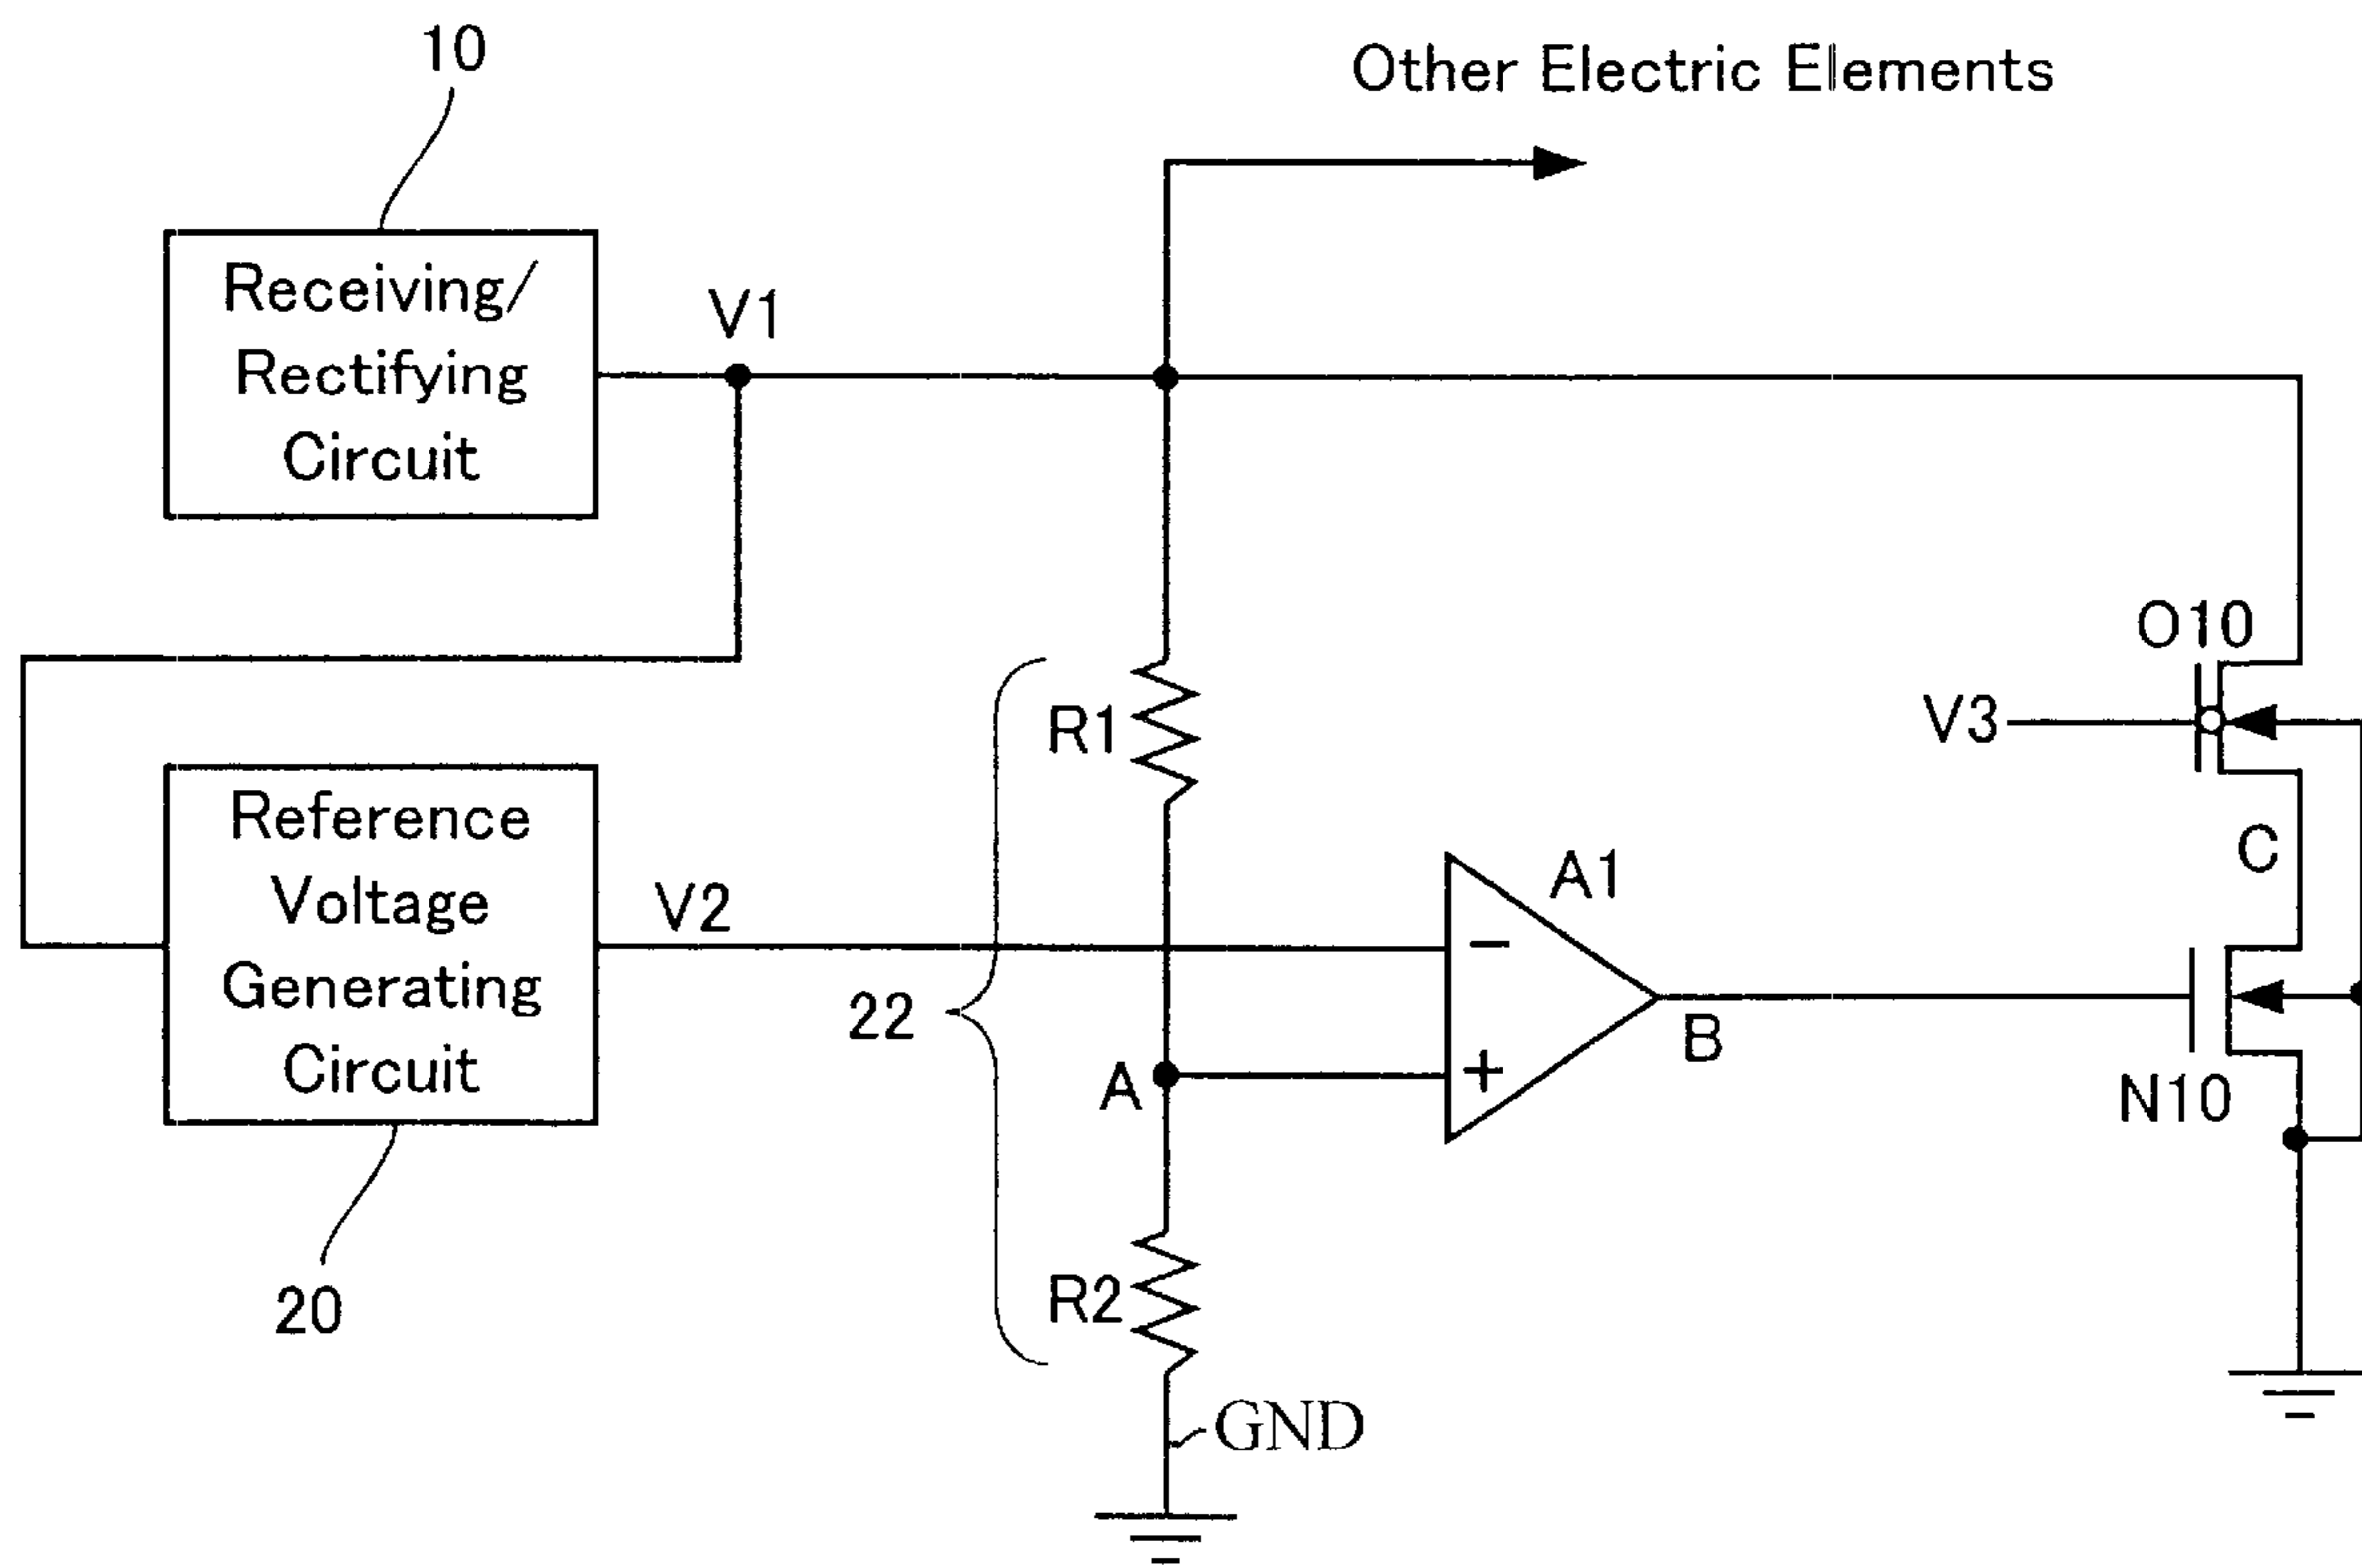 10
Other Electric Elements
Receiving/
Rectifying
Circuit
V1
O10
V3
R1
C
Reference
Voltage
Generating
Circuit
V2
A1
−
22
B
A
+
N10
20
R2
GND